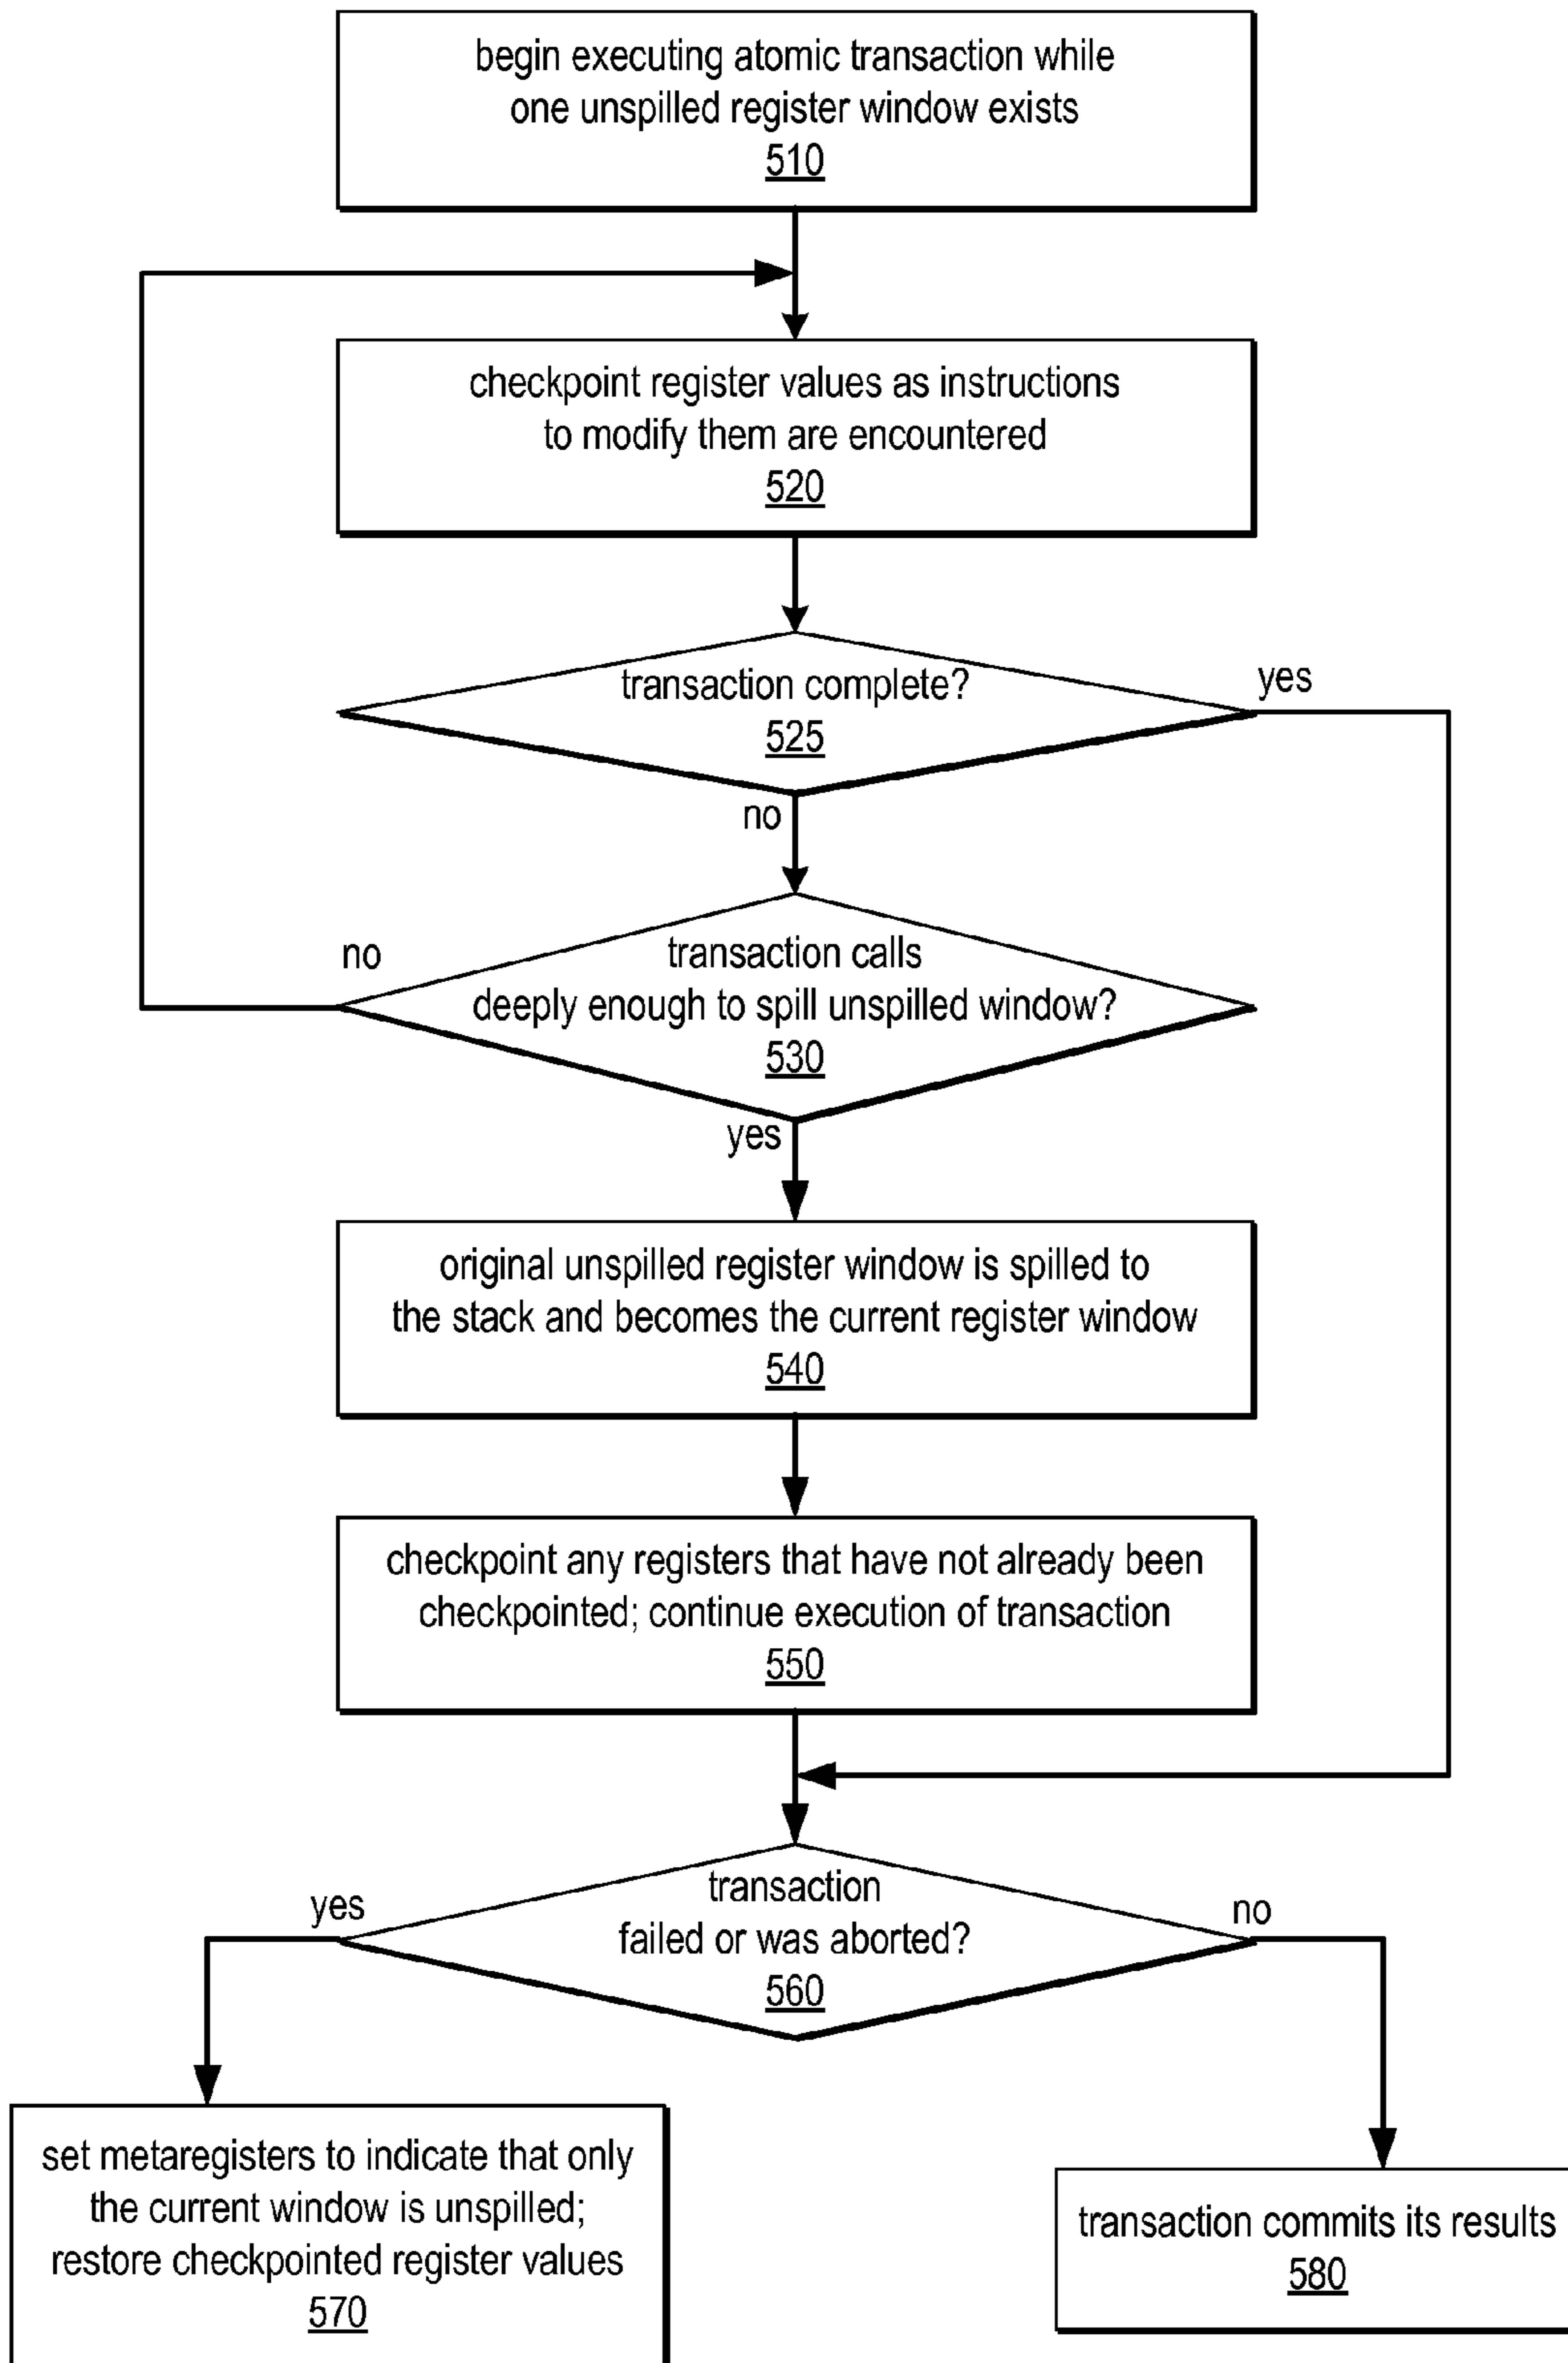 begin executing atomic transaction while
one unspilled register window exists
510
checkpoint register values as instructions
to modify them are encountered
520
transaction complete?
525
yes
no
transaction calls
deeply enough to spill unspilled window?
530
no
yes
original unspilled register window is spilled to
the stack and becomes the current register window
540
checkpoint any registers that have not already been
checkpointed; continue execution of transaction
550
transaction
failed or was aborted?
560
yes
no
set metaregisters to indicate that only
the current window is unspilled;
restore checkpointed register values
570
transaction commits its results
580